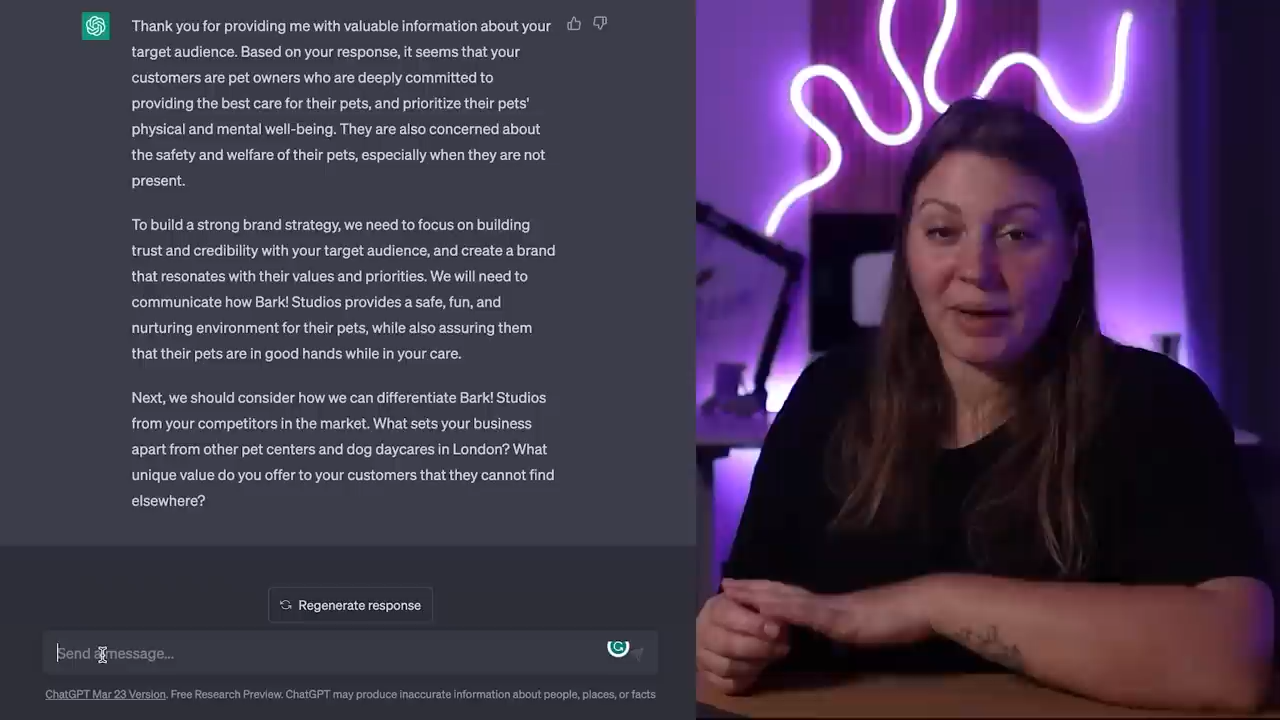 Thank you for providing me with valuable information about your
target audience. Based on your response, it seems that your
customers are pet owners who are deeply committed to
providing the best care for their pets, and prioritize their pets'
physical and mental well-being. They are also concerned about
the safety and welfare of their pets, especially when they are not
present.
To build a strong brand strategy, we need to focus on building
trust and credibility with your target audience, and create a brand
that resonates with their values and priorities. We will need to
communicate how Bark! Studios provides a safe, fun, and
nurturing environment for their pets, while also assuring them
that their pets are in good hands while in your care.
Next, we should consider how we can differentiate Bark! Studios
from your competitors in the market. What sets your business
apart from other pet centers and dog daycares in London? What
unique value do you offer to your customers that they cannot find
elsewhere?
Regenerate response
Send a message...
ChatGPT Mar 23 Version. Free Research Preview. ChatGPT may produce inaccurate information about people, places, or facts